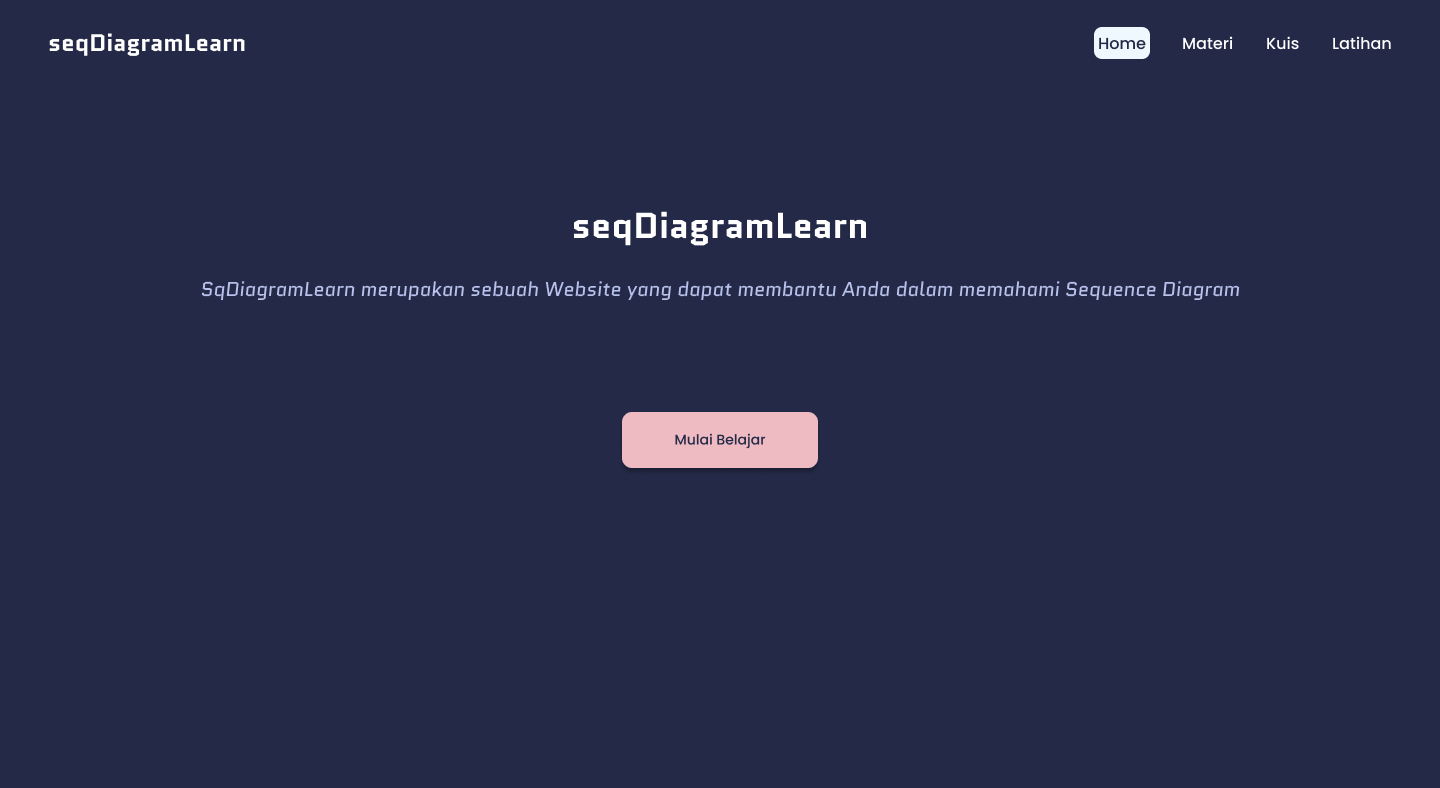 seqDiagramLearn
Home Materi Kuis Latihan
seqDiagramLearn
SqDiagramLearn merupakan sebuah Website yang dapat membantu Anda dalam memahami Sequence Diagram
Mulai Belajar